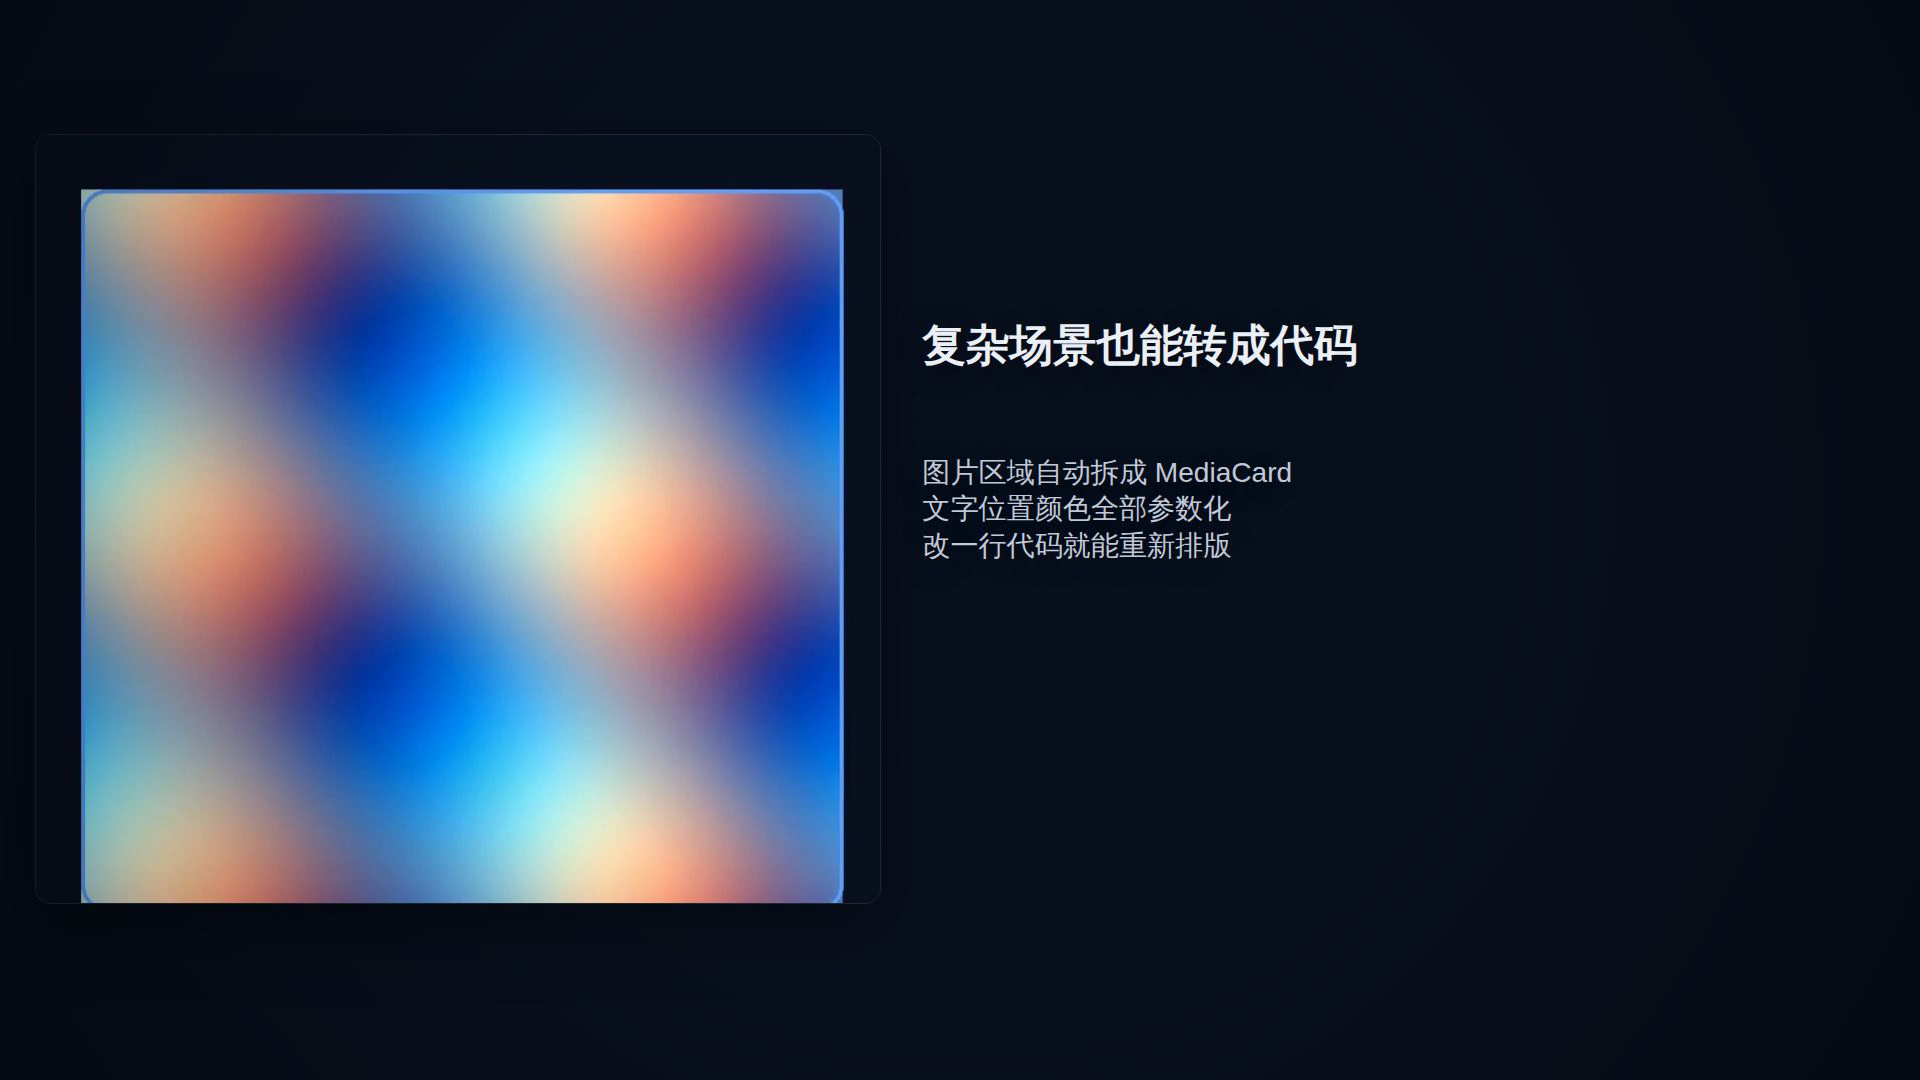 复杂场景也能转成代码
图片区域自动拆成 MediaCard
文字位置颜色全部参数化
改一行代码就能重新排版